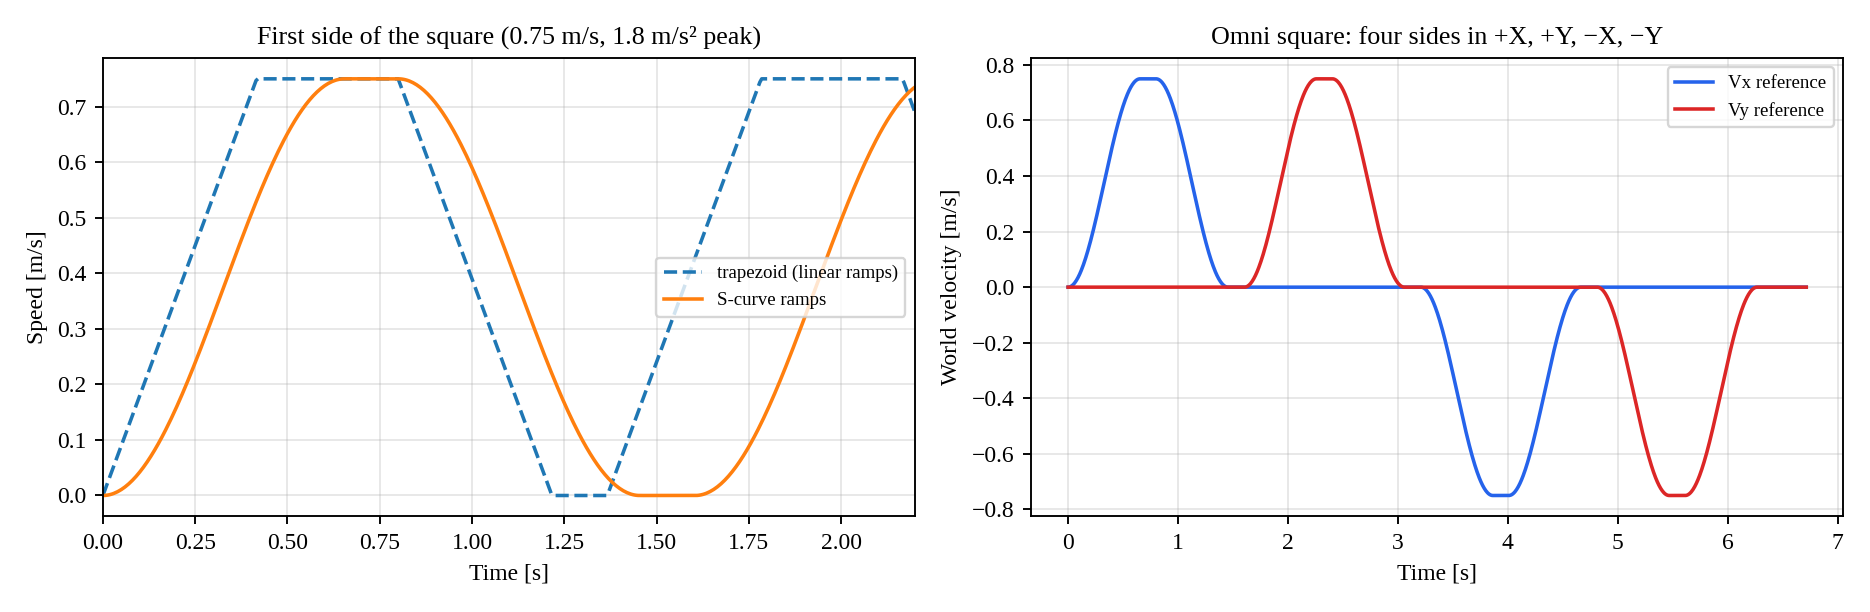 First side of the square (0.75 m/s, 1.8 m/s² peak)
Speed [m/s]
0.7
0.6
0.5
0.4
0.3
0.2
0.1
0.0
trapezoid (linear ramps)
S-curve ramps
0.00 0.25 0.50 0.75 1.00 1.25 1.50 1.75 2.00
Time [s]
Omni square: four sides in +X, +Y, −X, −Y
World velocity [m/s]
0.8
0.6
0.4
0.2
0.0
−0.2
−0.4
−0.6
−0.8
Vx reference
Vy reference
0 1 2 3 4 5 6 7
Time [s]